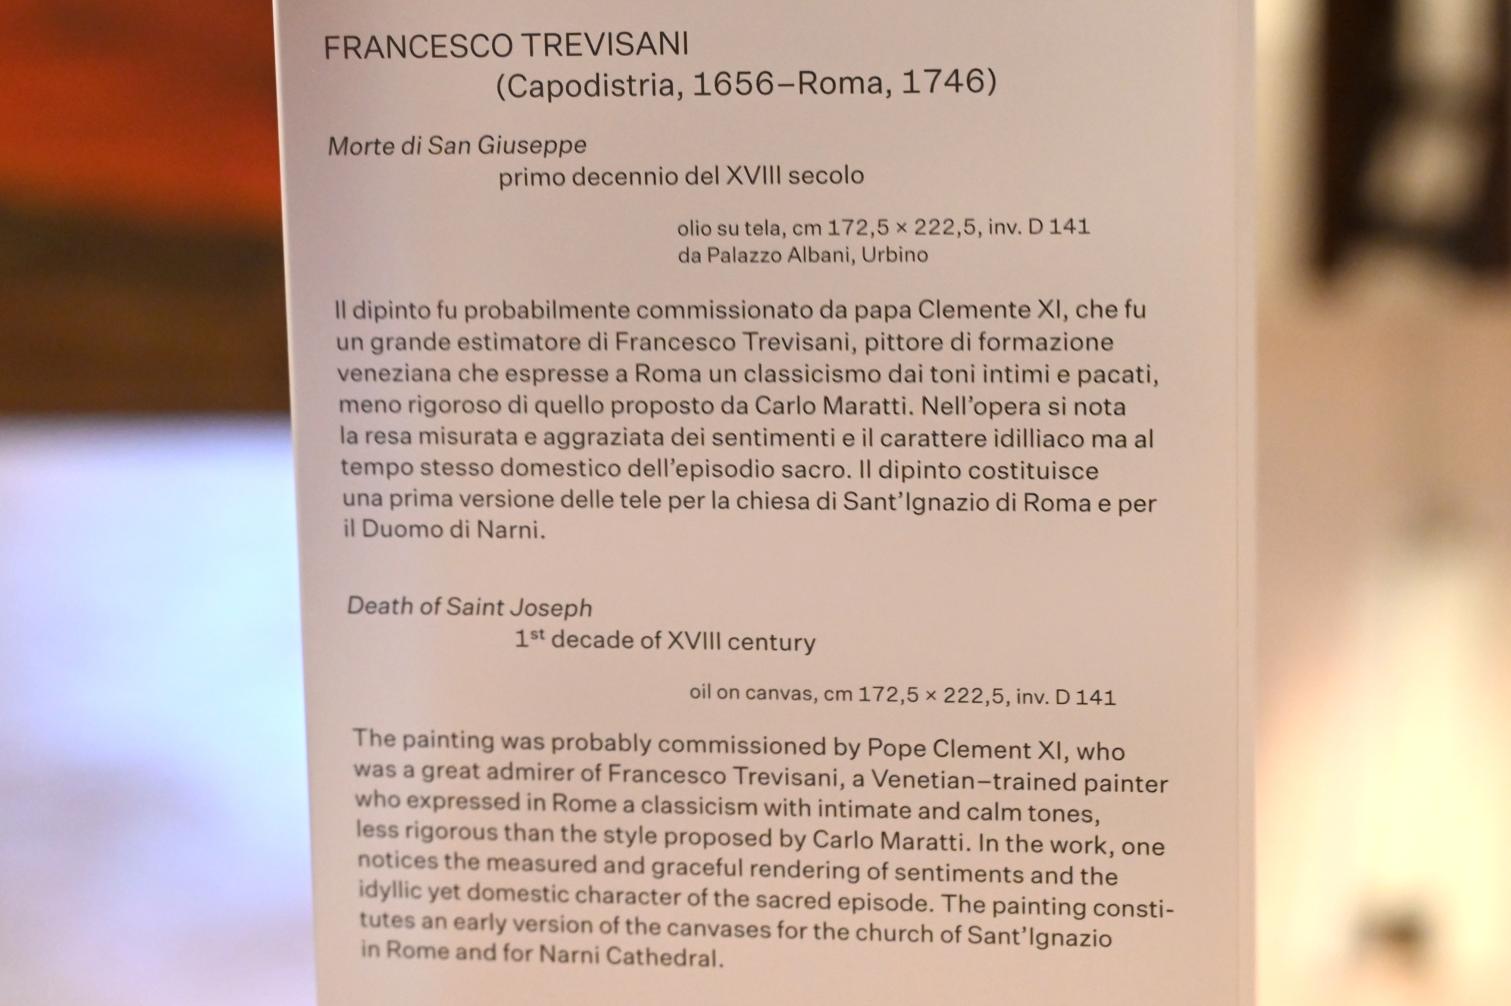 FRANCESCO TREVISANI
(Capodistria, 1656–Roma, 1746)
Morte di San Giuseppe
primo decennio del XVIII secolo
olio su tela, cm 172,5 × 222,5, inv. D 141
da Palazzo Albani, Urbino
Il dipinto fu probabilmente commissionato da papa Clemente XI, che fu
un grande estimatore di Francesco Trevisani, pittore di formazione
veneziana che espresse a Roma un classicismo dai toni intimi e pacati,
meno rigoroso di quello proposto da Carlo Maratti. Nell’opera si nota
la resa misurata e aggraziata dei sentimenti e il carattere idilliaco ma al
tempo stesso domestico dell’episodio sacro. Il dipinto costituisce
una prima versione delle tele per la chiesa di Sant’Ignazio di Roma e per
il Duomo di Narni.
Death of Saint Joseph
1st decade of XVIII century
oil on canvas, cm 172,5 × 222,5, inv. D 141
The painting was probably commissioned by Pope Clement XI, who
was a great admirer of Francesco Trevisani, a Venetian–trained painter
who expressed in Rome a classicism with intimate and calm tones,
less rigorous than the style proposed by Carlo Maratti. In the work, one
notices the measured and graceful rendering of sentiments and the
idyllic yet domestic character of the sacred episode. The painting consti-
tutes an early version of the canvases for the church of Sant’Ignazio
in Rome and for Narni Cathedral.